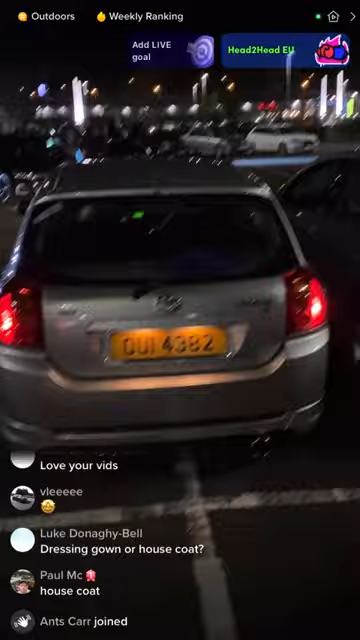 Outdoors
Weekly Ranking
Add LIVE
goal
Head2Head EU
OUI 4382
Love your vids
vleeeee
Luke Donaghy-Bell
Dressing gown or house coat?
Paul Mc
house coat
Ants Carr joined